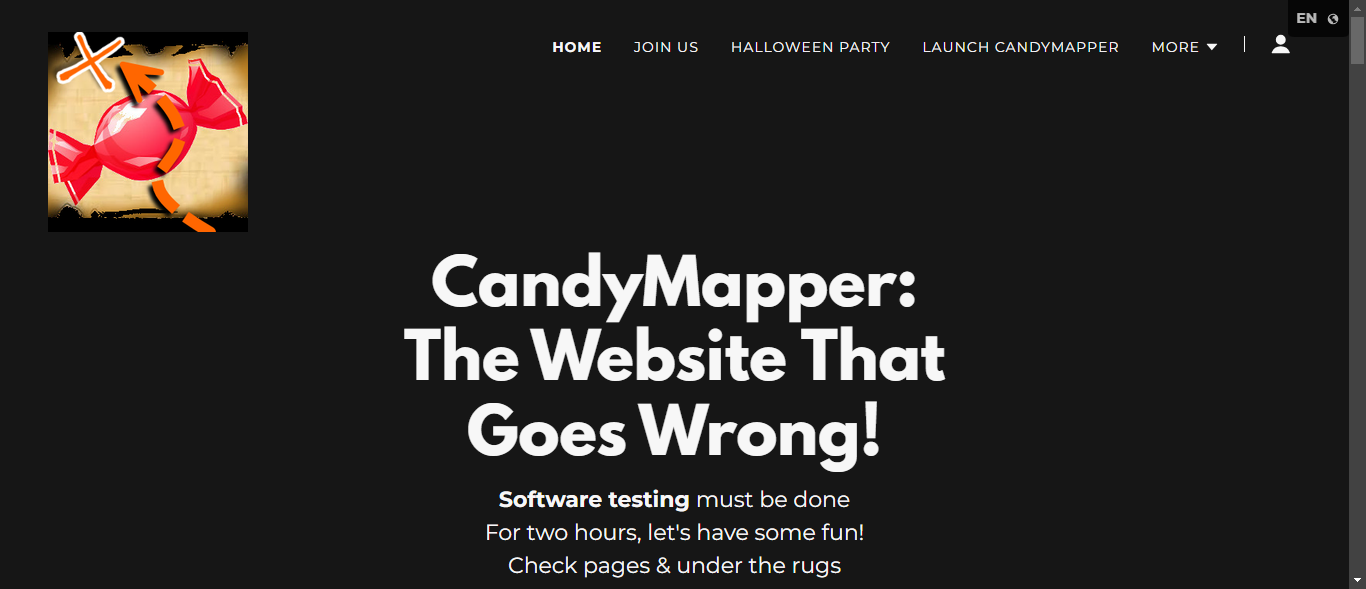 EN
HOME JOIN US HALLOWEEN PARTY LAUNCH CANDYMAPPER MORE
CandyMapper:
The Website That
Goes Wrong!
Software testing must be done
For two hours, let's have some fun!
Check pages & under the rugs